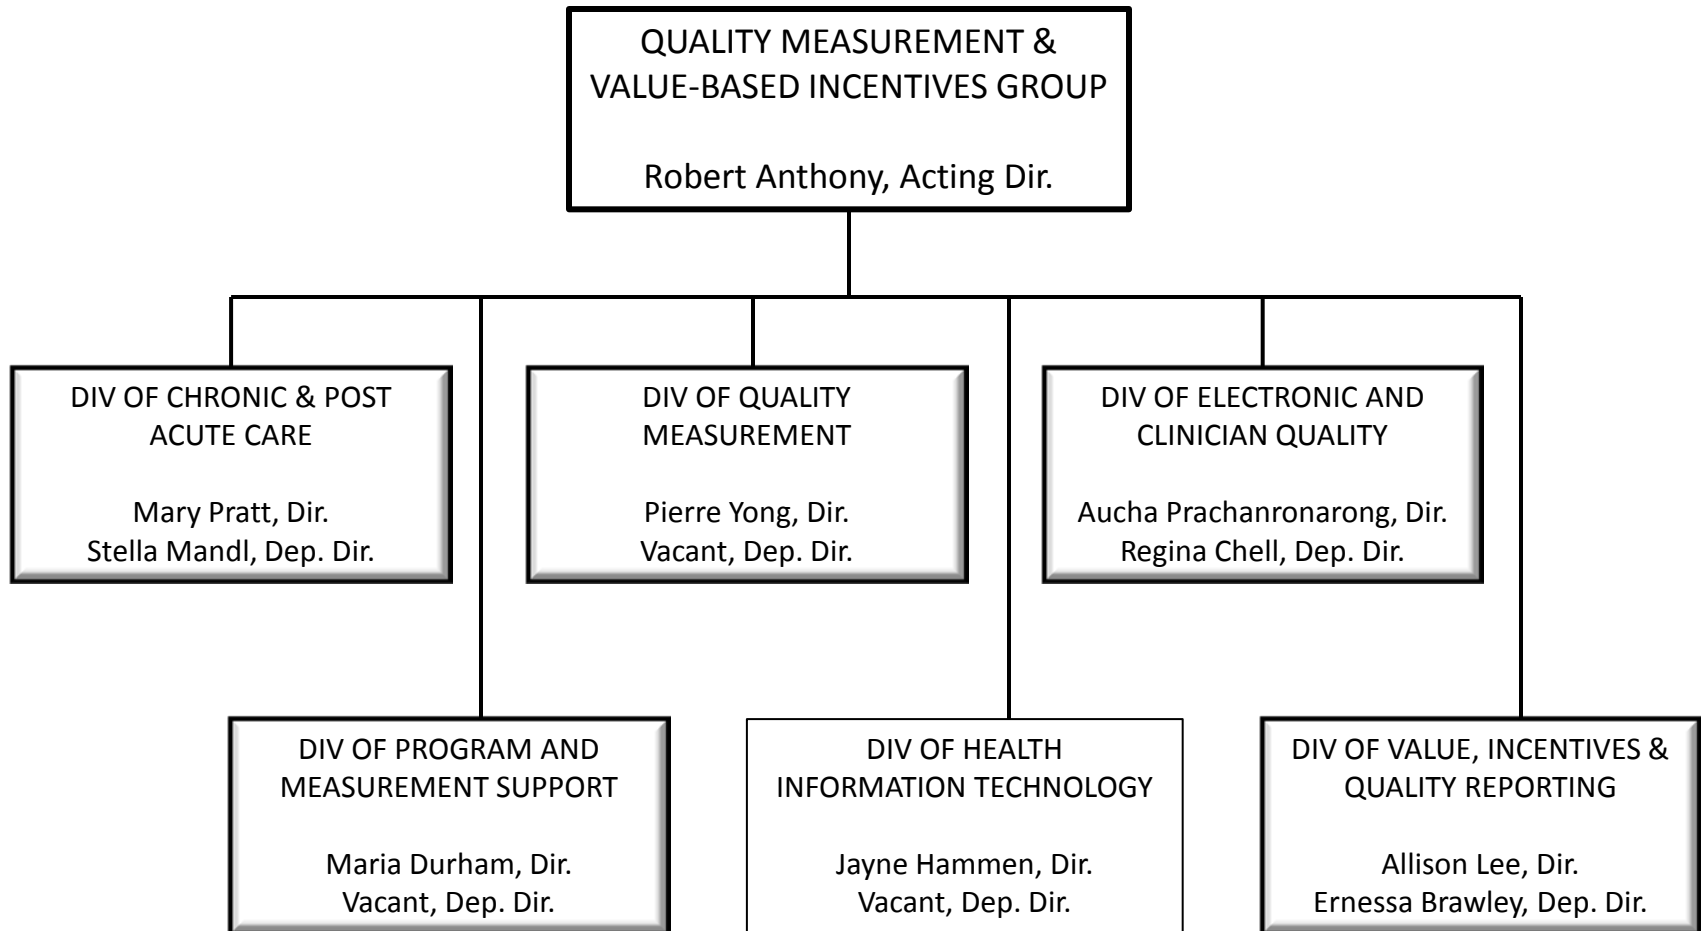 QUALITY MEASUREMENT &
VALUE-BASED INCENTIVES GROUP
Robert Anthony, Acting Dir.
DIV OF CHRONIC & POST
ACUTE CARE
Mary Pratt, Dir.
Stella Mandl, Dep. Dir.
DIV OF QUALITY
MEASUREMENT
Pierre Yong, Dir.
Vacant, Dep. Dir.
DIV OF ELECTRONIC AND
CLINICIAN QUALITY
Aucha Prachanronarong, Dir.
Regina Chell, Dep. Dir.
DIV OF PROGRAM AND
MEASUREMENT SUPPORT
Maria Durham, Dir.
Vacant, Dep. Dir.
DIV OF HEALTH
INFORMATION TECHNOLOGY
Jayne Hammen, Dir.
Vacant, Dep. Dir.
DIV OF VALUE, INCENTIVES &
QUALITY REPORTING
Allison Lee, Dir.
Ernessa Brawley, Dep. Dir.